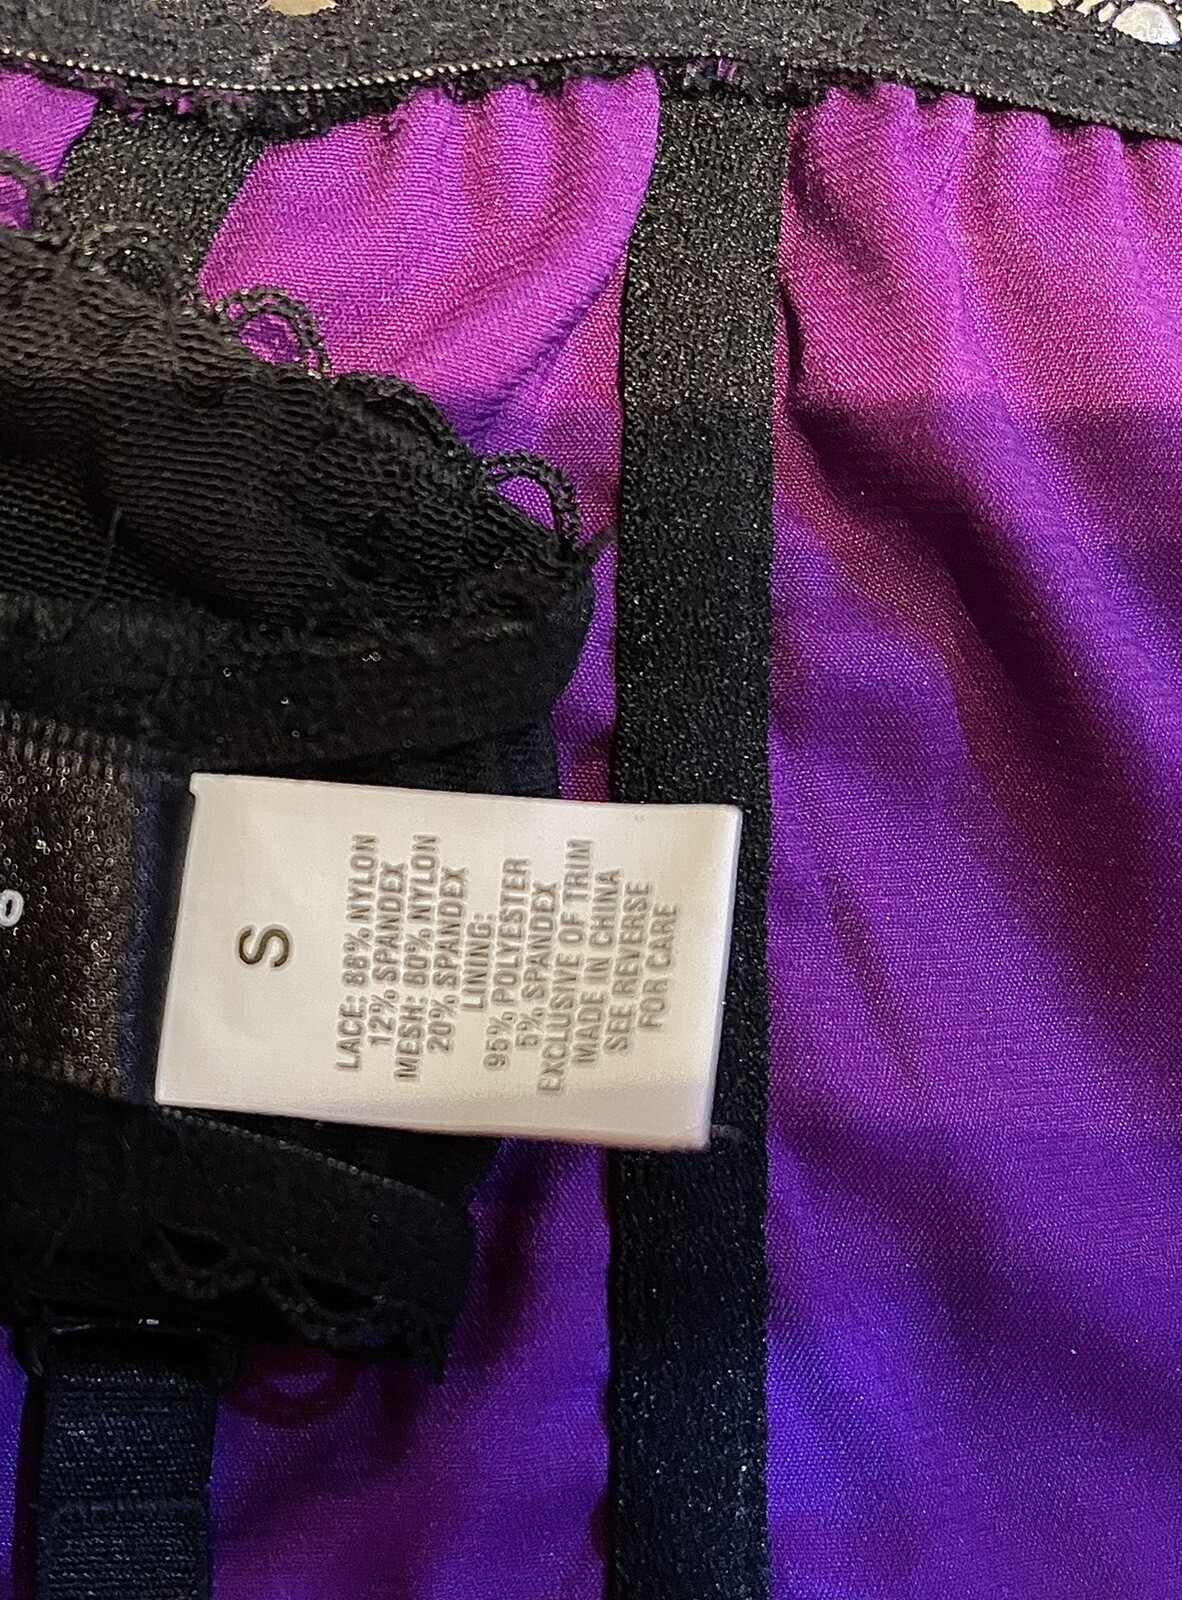 S
LACE: 88% NYLON
12% SPANDEX
MESH: 80% NYLON
20% SPANDEX
LINING:
95% POLYESTER
5% SPANDEX
EXCLUSIVE OF TRIM
MADE IN CHINA
SEE REVERSE
FOR CARE